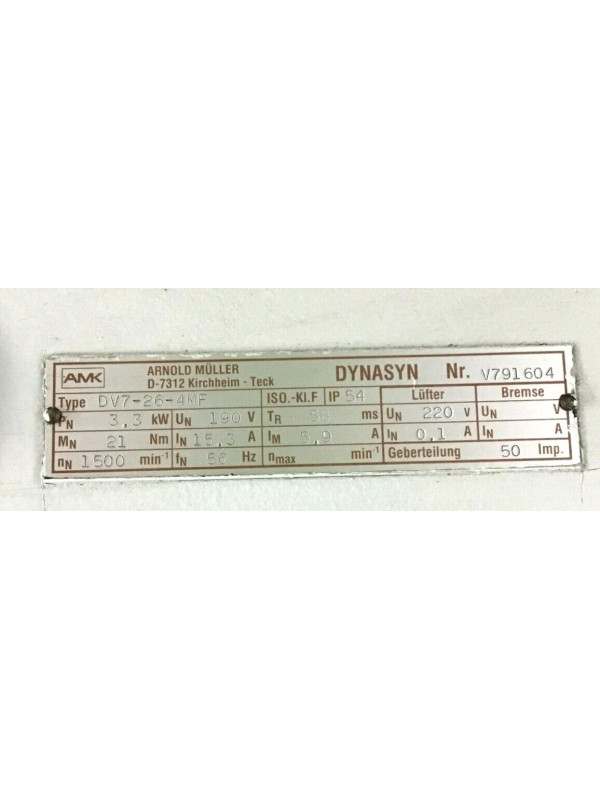 AMK ARNOLD MÜLLER DYNASYN Nr. V791604
D-7312 Kirchheim - Teck
Type DV7-26-4MF ISO.-Kl.F IP 54 Lüfter Bremse
PN 3,3 kW UN 190 V TR ms UN 220 V UN V
MN 21 Nm IN 15,3 A IM A IN 0,1 A IN A
nN 1500 min-1 fN Hz nmax min-1 Geberteilung 50 Imp.